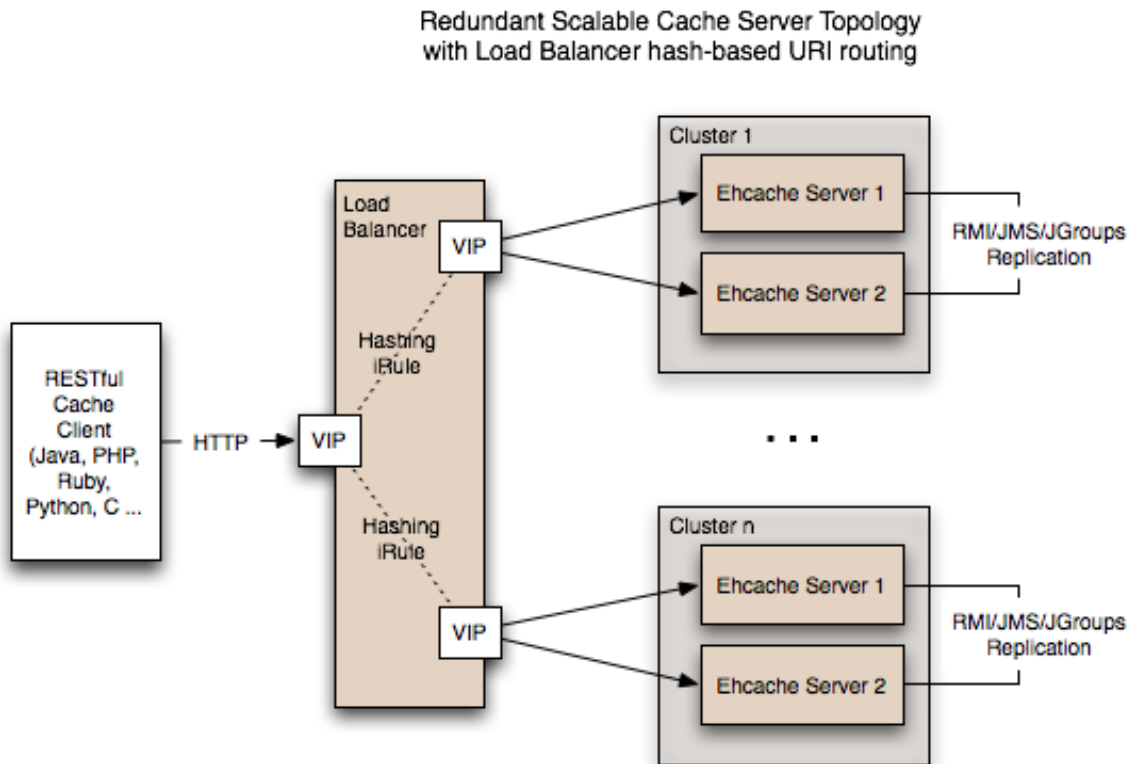 Redundant Scalable Cache Server Topology
with Load Balancer hash-based URI routing
RESTful
Cache
Client
(Java, PHP,
Ruby,
Python, C ...
HTTP
VIP
Load
Balancer
VIP
Hashing
iRule
Hashing
iRule
VIP
Cluster 1
Ehcache Server 1
Ehcache Server 2
RMI/JMS/JGroups
Replication
. . .
Cluster n
Ehcache Server 1
Ehcache Server 2
RMI/JMS/JGroups
Replication